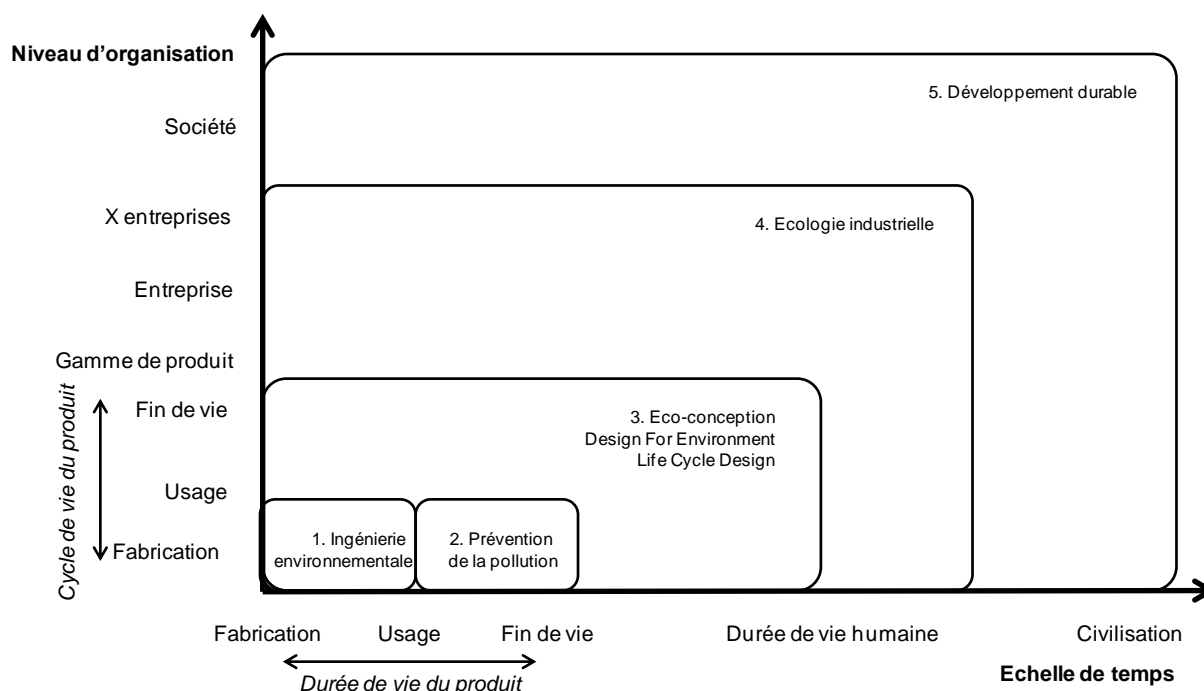 Niveau d'organisation
5. Développement durable
Société
X entreprises
4. Ecologie industrielle
Entreprise
Gamme de produit
Cycle de vie du produit
Fin de vie
3. Eco-conception
Design For Environment
Life Cycle Design
Usage
1. Ingénierie
environnementale
2. Prévention
de la pollution
Fabrication
Fabrication
Usage
Fin de vie
Durée de vie humaine
Civilisation
Durée de vie du produit
Echelle de temps